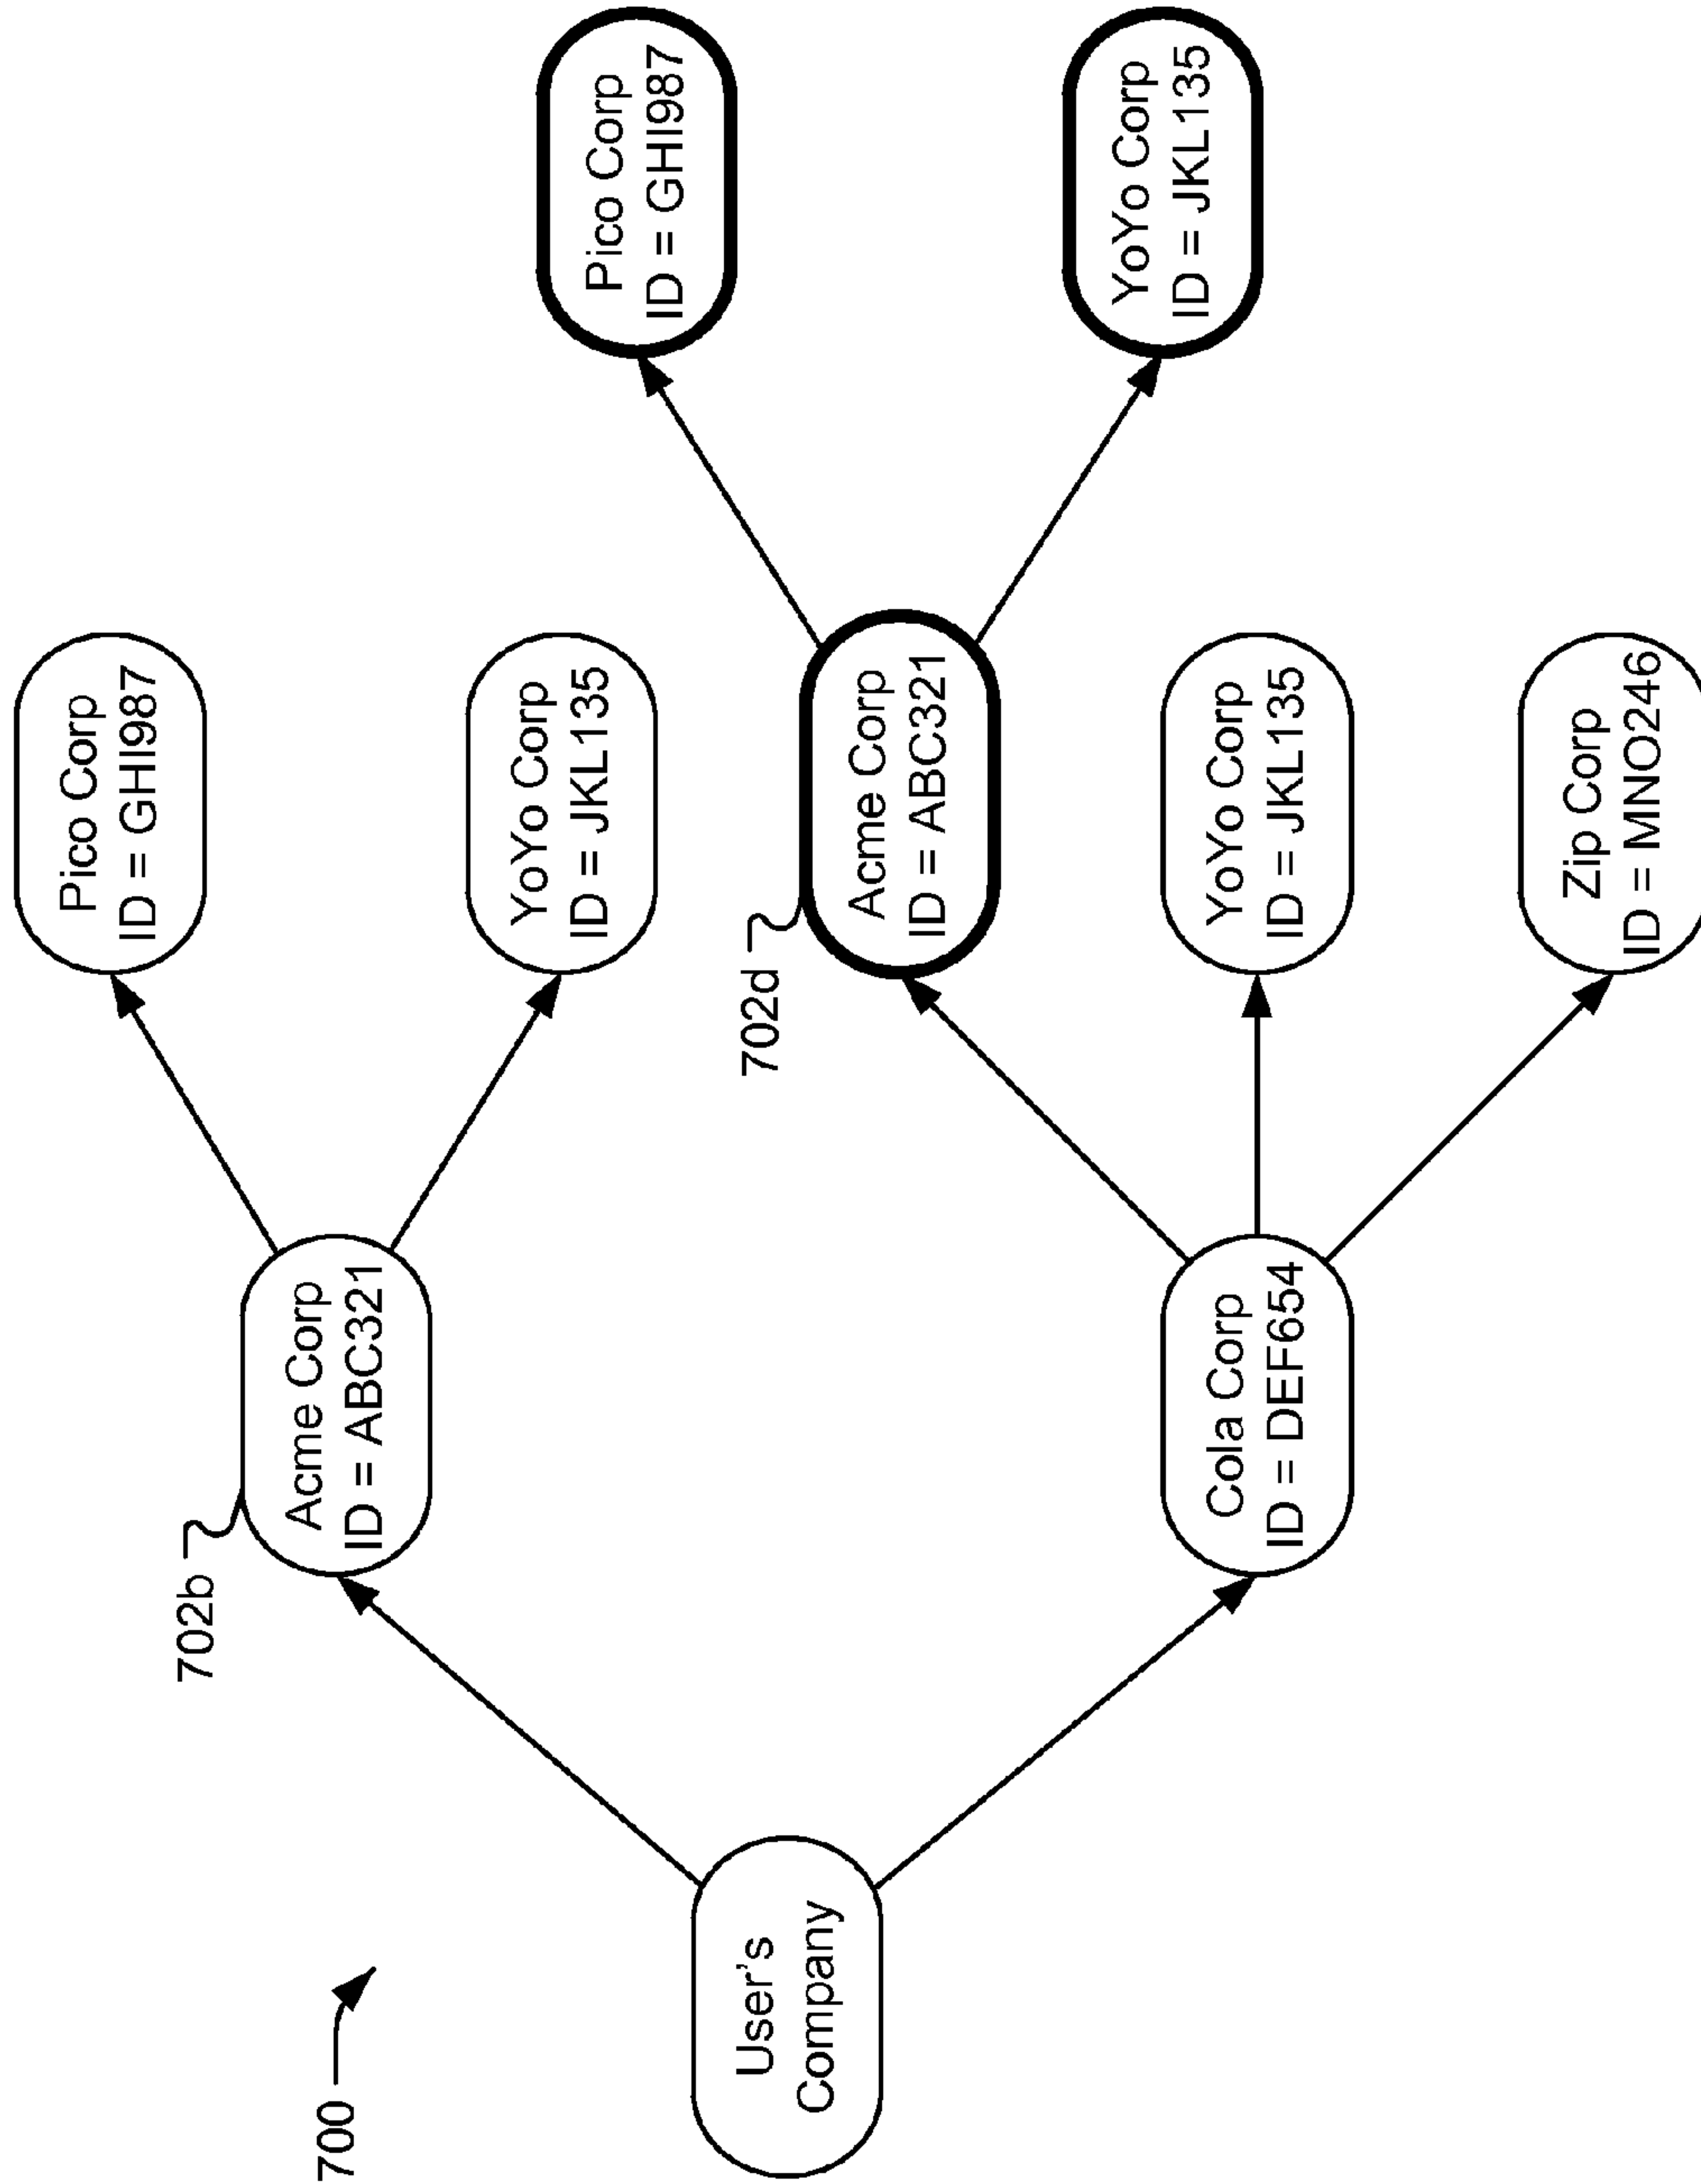 700
User's
Company
702b
Acme Corp
ID = ABC321
Cola Corp
ID = DEF654
Pico Corp
ID = GHI987
YoYo Corp
ID = JKL135
702d
Acme Corp
ID = ABC321
YoYo Corp
ID = JKL135
Zip Corp
ID = MNO246
Pico Corp
ID = GHI987
YoYo Corp
ID = JKL135